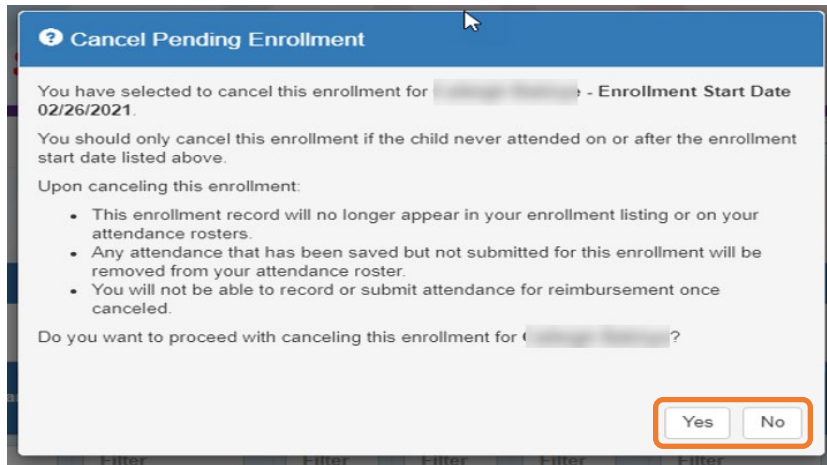 Cancel Pending Enrollment
You have selected to cancel this enrollment for - Enrollment Start Date
02/26/2021.
You should only cancel this enrollment if the child never attended on or after the enrollment
start date listed above.
Upon canceling this enrollment:
• This enrollment record will no longer appear in your enrollment listing or on your
attendance rosters.
• Any attendance that has been saved but not submitted for this enrollment will be
removed from your attendance roster.
• You will not be able to record or submit attendance for reimbursement once
canceled.
Do you want to proceed with canceling this enrollment for ?
Yes No
Filter Filter Filter Filter Filter